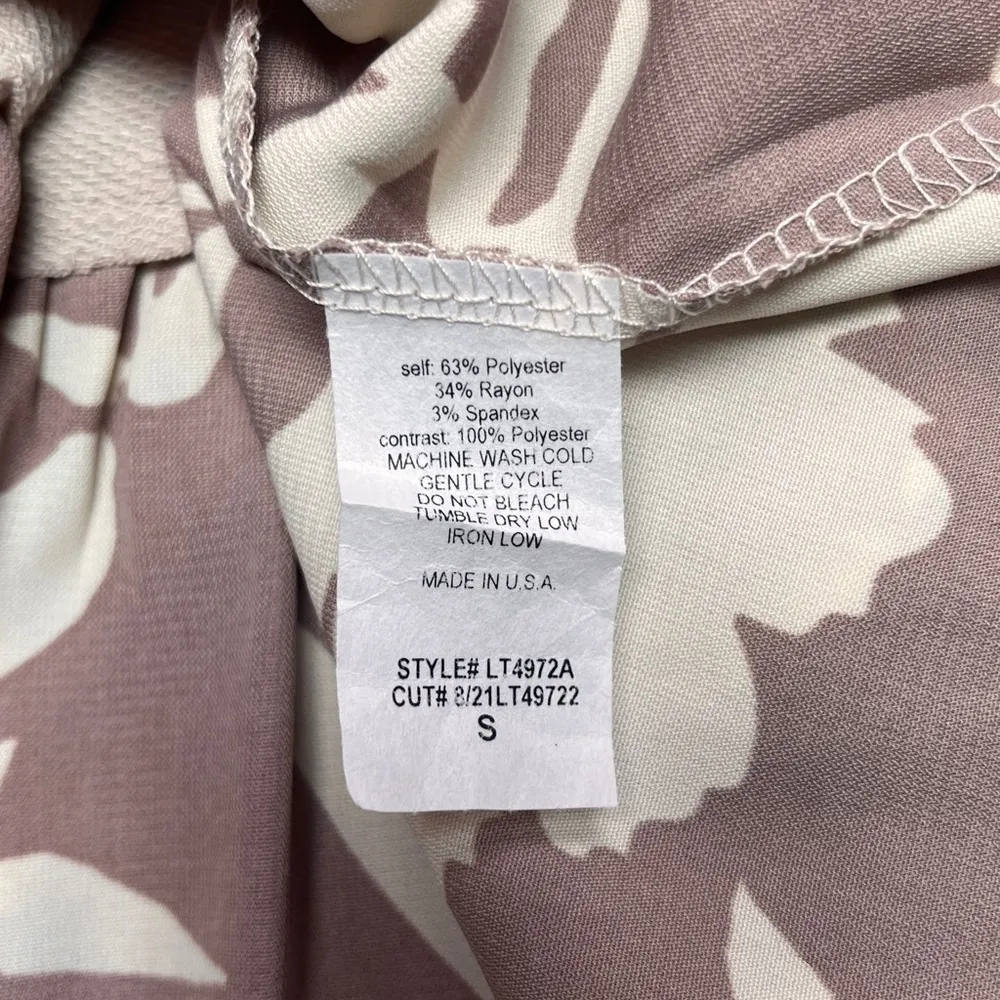 self: 63% Polyester
34% Rayon
3% Spandex
contrast: 100% Polyester
MACHINE WASH COLD
GENTLE CYCLE
DO NOT BLEACH
TUMBLE DRY LOW
IRON LOW
MADE IN U.S.A.
STYLE# LT4972A
CUT# 8/21LT49722
S